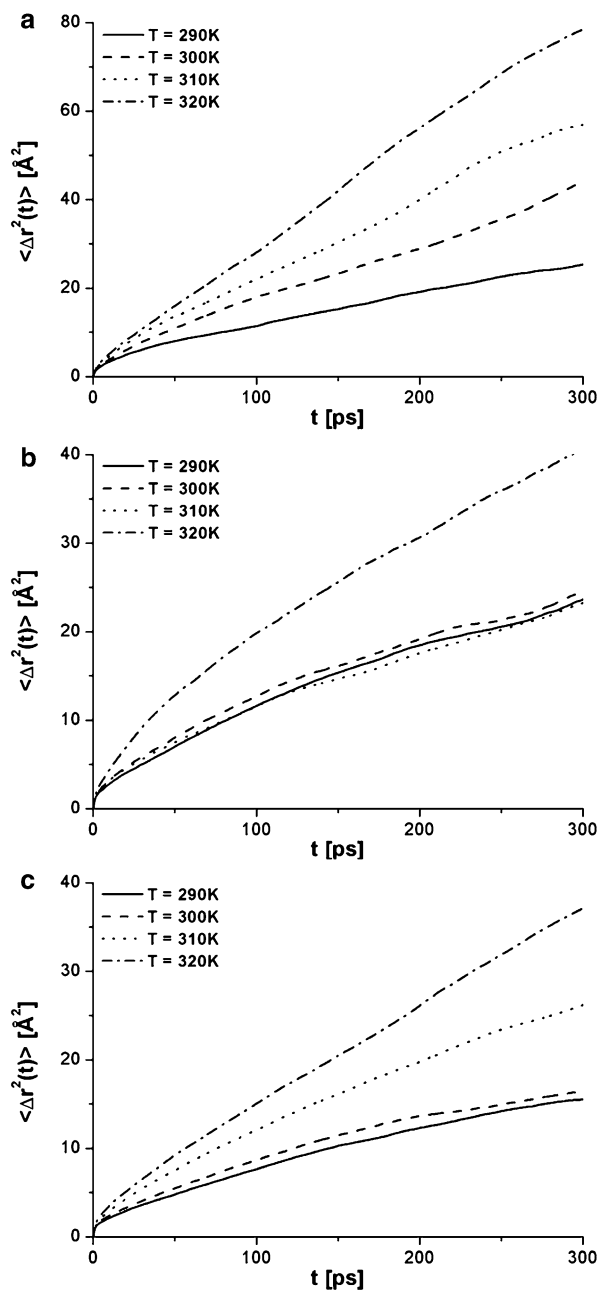 a
T = 290K
T = 300K
T = 310K
T = 320K
80
60
40
20
0
<Δr²(t)> [Å²]
0 100 200 300
t [ps]
b
T = 290K
T = 300K
T = 310K
T = 320K
40
30
20
10
0
<Δr²(t)> [Å²]
0 100 200 300
t [ps]
c
T = 290K
T = 300K
T = 310K
T = 320K
40
30
20
10
0
<Δr²(t)> [Å²]
0 100 200 300
t [ps]